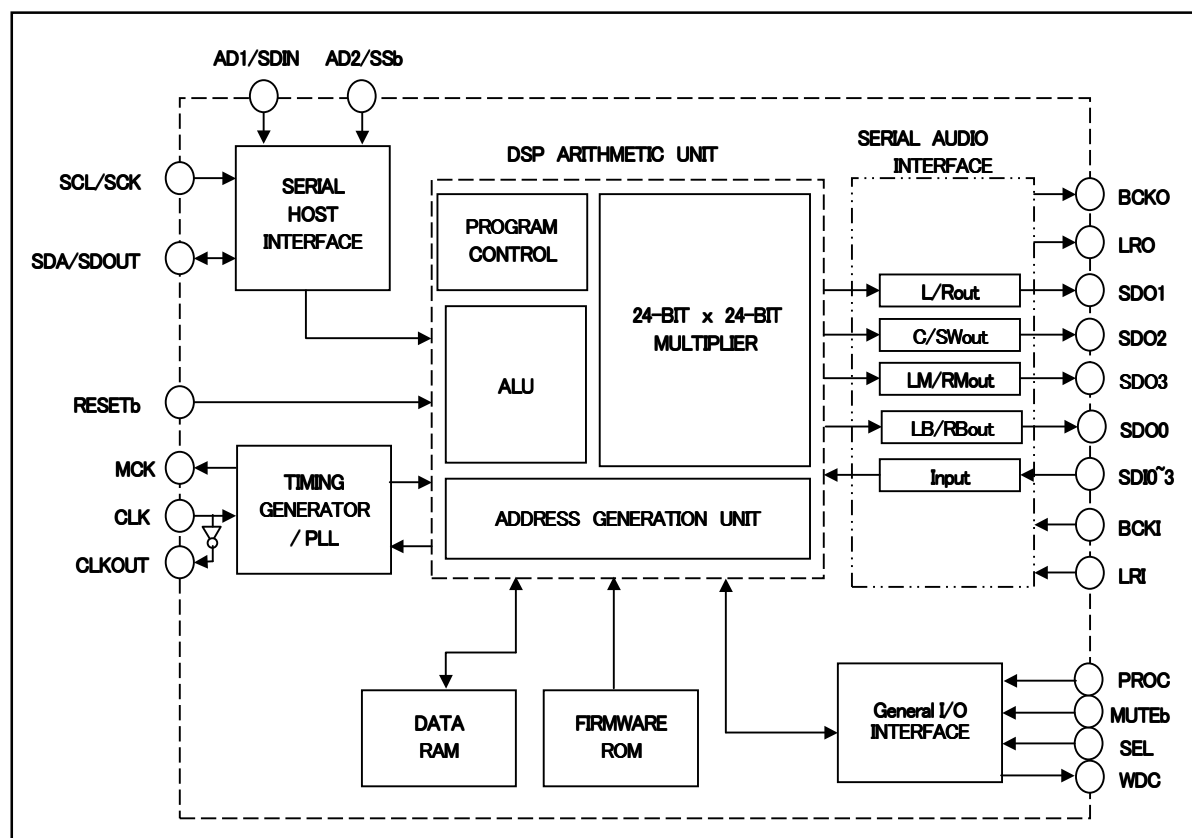 AD1/SDIN AD2/SSb
SERIAL AUDIO
INTERFACE
DSP ARITHMETIC UNIT
SCL/SCK
SDA/SDOUT
SERIAL
HOST
INTERFACE
PROGRAM
CONTROL
24-BIT x 24-BIT
MULTIPLIER
ALU
ADDRESS GENERATION UNIT
RESETb
MCK
CLK
CLKOUT
TIMING
GENERATOR
/ PLL
L/Rout
C/SWout
LM/RMout
LB/RBout
Input
BCKO
LRO
SDO1
SDO2
SDO3
SDO0
SDI0~3
BCKI
LRI
DATA
RAM
FIRMWARE
ROM
General I/O
INTERFACE
PROC
MUTEb
SEL
WDC